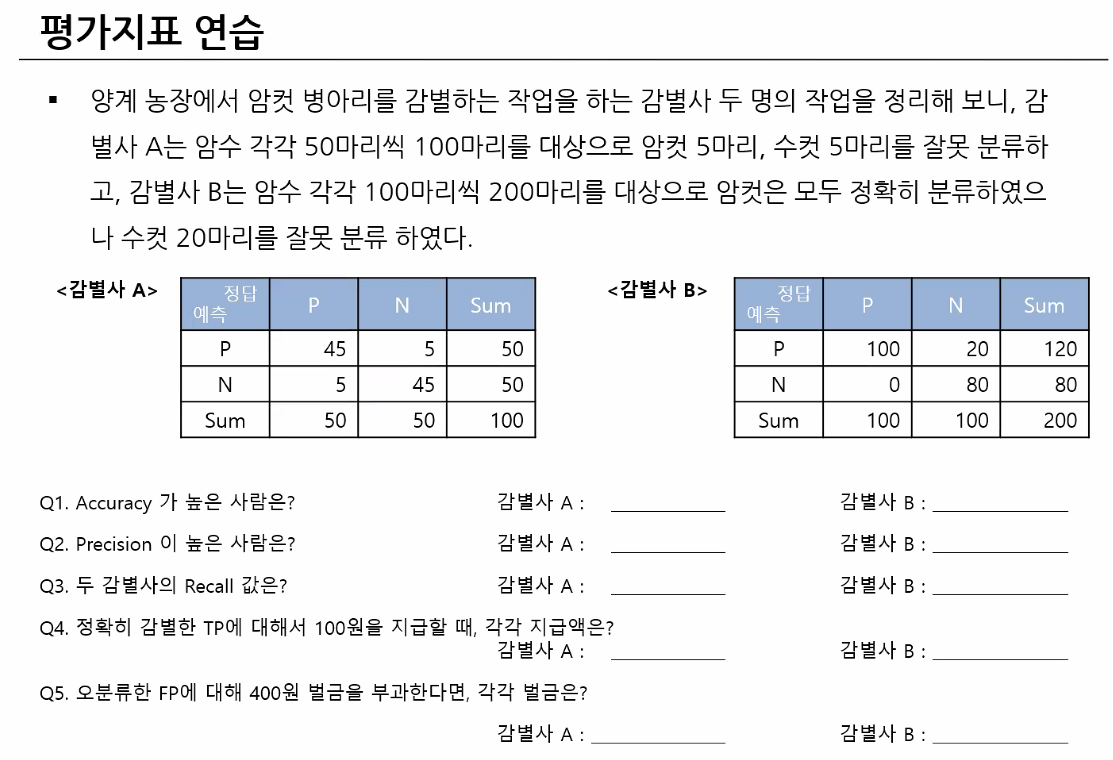 평가지표 연습
▪ 양계 농장에서 암컷 병아리를 감별하는 작업을 하는 감별사 두 명의 작업을 정리해 보니, 감
별사 A는 암수 각각 50마리씩 100마리를 대상으로 암컷 5마리, 수컷 5마리를 잘못 분류하
고, 감별사 B는 암수 각각 100마리씩 200마리를 대상으로 암컷은 모두 정확히 분류하였으
나 수컷 20마리를 잘못 분류 하였다.
<감별사 A>
정답
예측 P N Sum
P 45 5 50
N 5 45 50
Sum 50 50 100
<감별사 B>
정답
예측 P N Sum
P 100 20 120
N 0 80 80
Sum 100 100 200
Q1. Accuracy 가 높은 사람은? 감별사 A : 감별사 B :
Q2. Precision 이 높은 사람은? 감별사 A : 감별사 B :
Q3. 두 감별사의 Recall 값은? 감별사 A : 감별사 B :
Q4. 정확히 감별한 TP에 대해서 100원을 지급할 때, 각각 지급액은?
감별사 A : 감별사 B :
Q5. 오분류한 FP에 대해 400원 벌금을 부과한다면, 각각 벌금은?
감별사 A : 감별사 B :